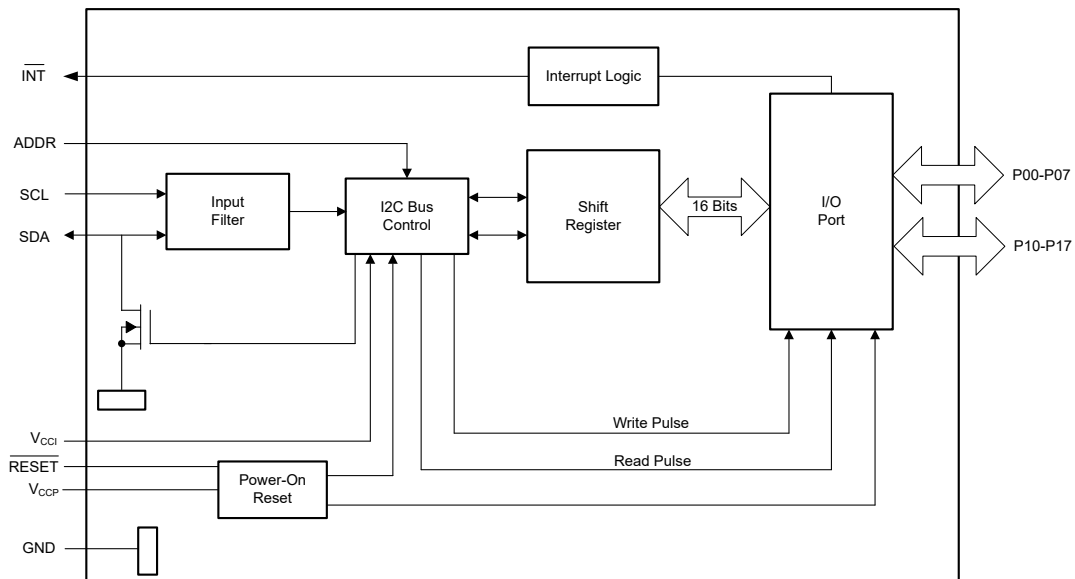 INT
Interrupt Logic
ADDR
SCL
Input
Filter
I2C Bus
Control
Shift
Register
16 Bits
I/O
Port
P00-P07
SDA
P10-P17
Write Pulse
VCCI
Read Pulse
RESET
Power-On
Reset
VCCP
GND